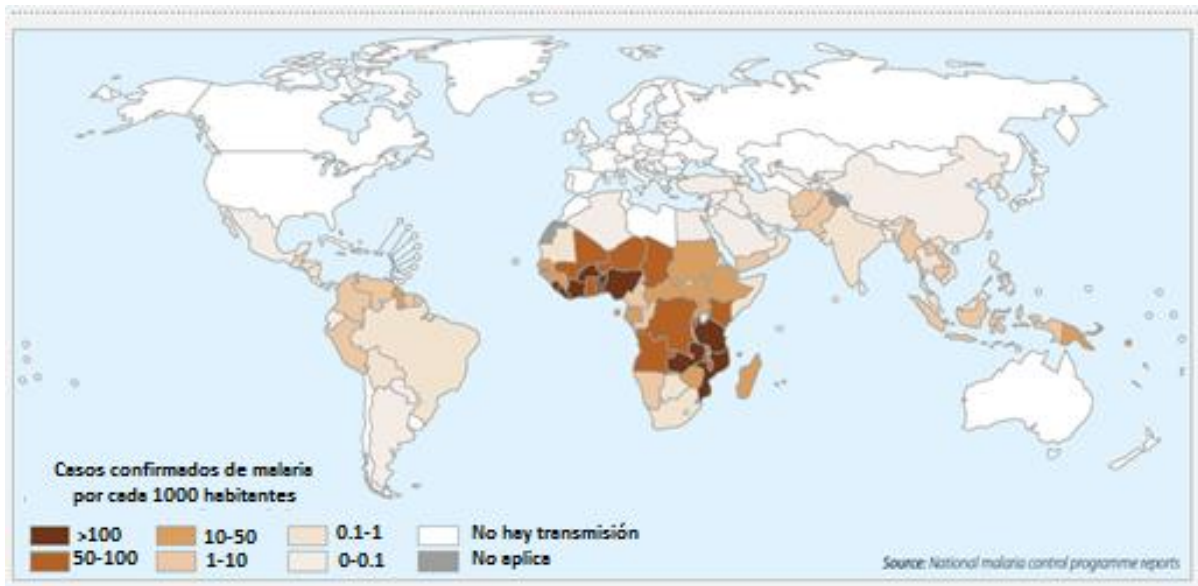 Casos confirmados de malaria
por cada 1000 habitantes
>100
10-50
0.1-1
No hay transmisión
50-100
1-10
0-0.1
No aplica
Source: National malaria control programme reports